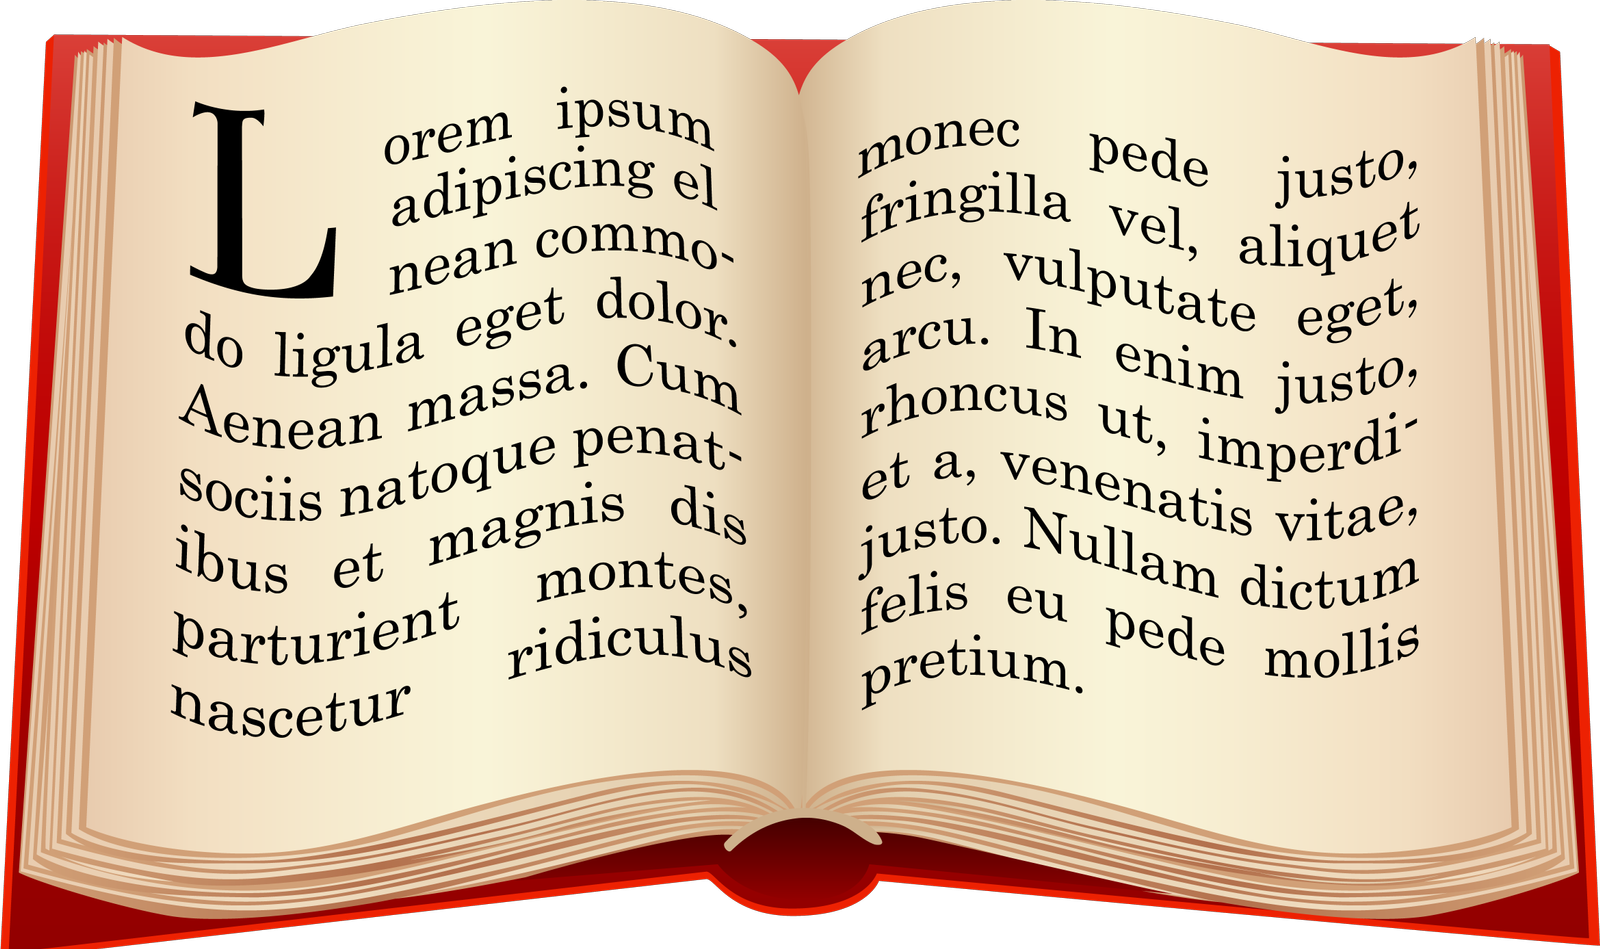 Lorem ipsum
adipiscing el
nean commo-
do ligula eget dolor.
Aenean massa. Cum
sociis natoque penat-
ibus et magnis dis
parturient montes,
nascetur ridiculus
monec pede justo,
fringilla vel, aliquet
nec, vulputate eget,
arcu. In enim justo,
rhoncus ut, imperdi-
et a, venenatis vitae,
justo. Nullam dictum
felis eu pede mollis
pretium.